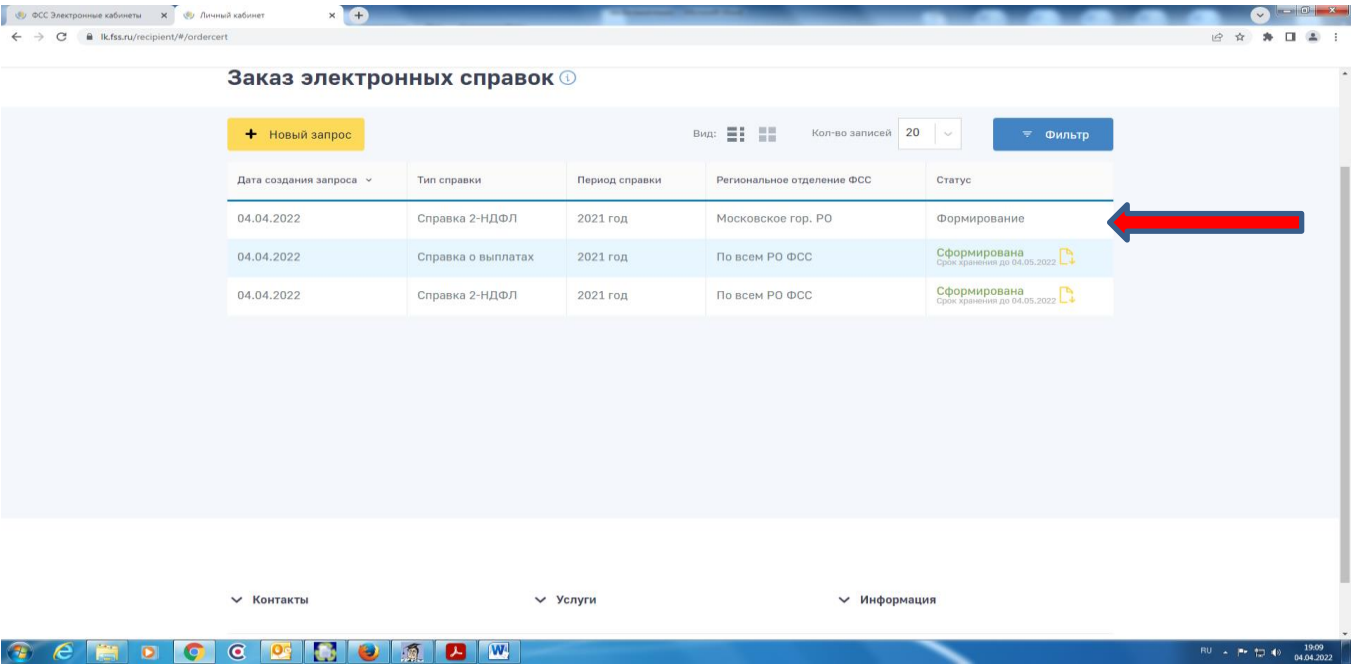 ФСС Электронные кабинеты
Личный кабинет
lk.fss.ru/recipient/#/ordercert
Заказ электронных справок
+ Новый запрос
Вид:
Кол-во записей 20
Фильтр
Дата создания запроса Тип справки Период справки Региональное отделение ФСС Статус
04.04.2022 Справка 2-НДФЛ 2021 год Московское гор. РО Формирование
04.04.2022 Справка о выплатах 2021 год По всем РО ФСС Сформирована
Срок хранения до 04.05.2022
04.04.2022 Справка 2-НДФЛ 2021 год По всем РО ФСС Сформирована
Срок хранения до 04.05.2022
Контакты Услуги Информация
RU
19:09
04.04.2022